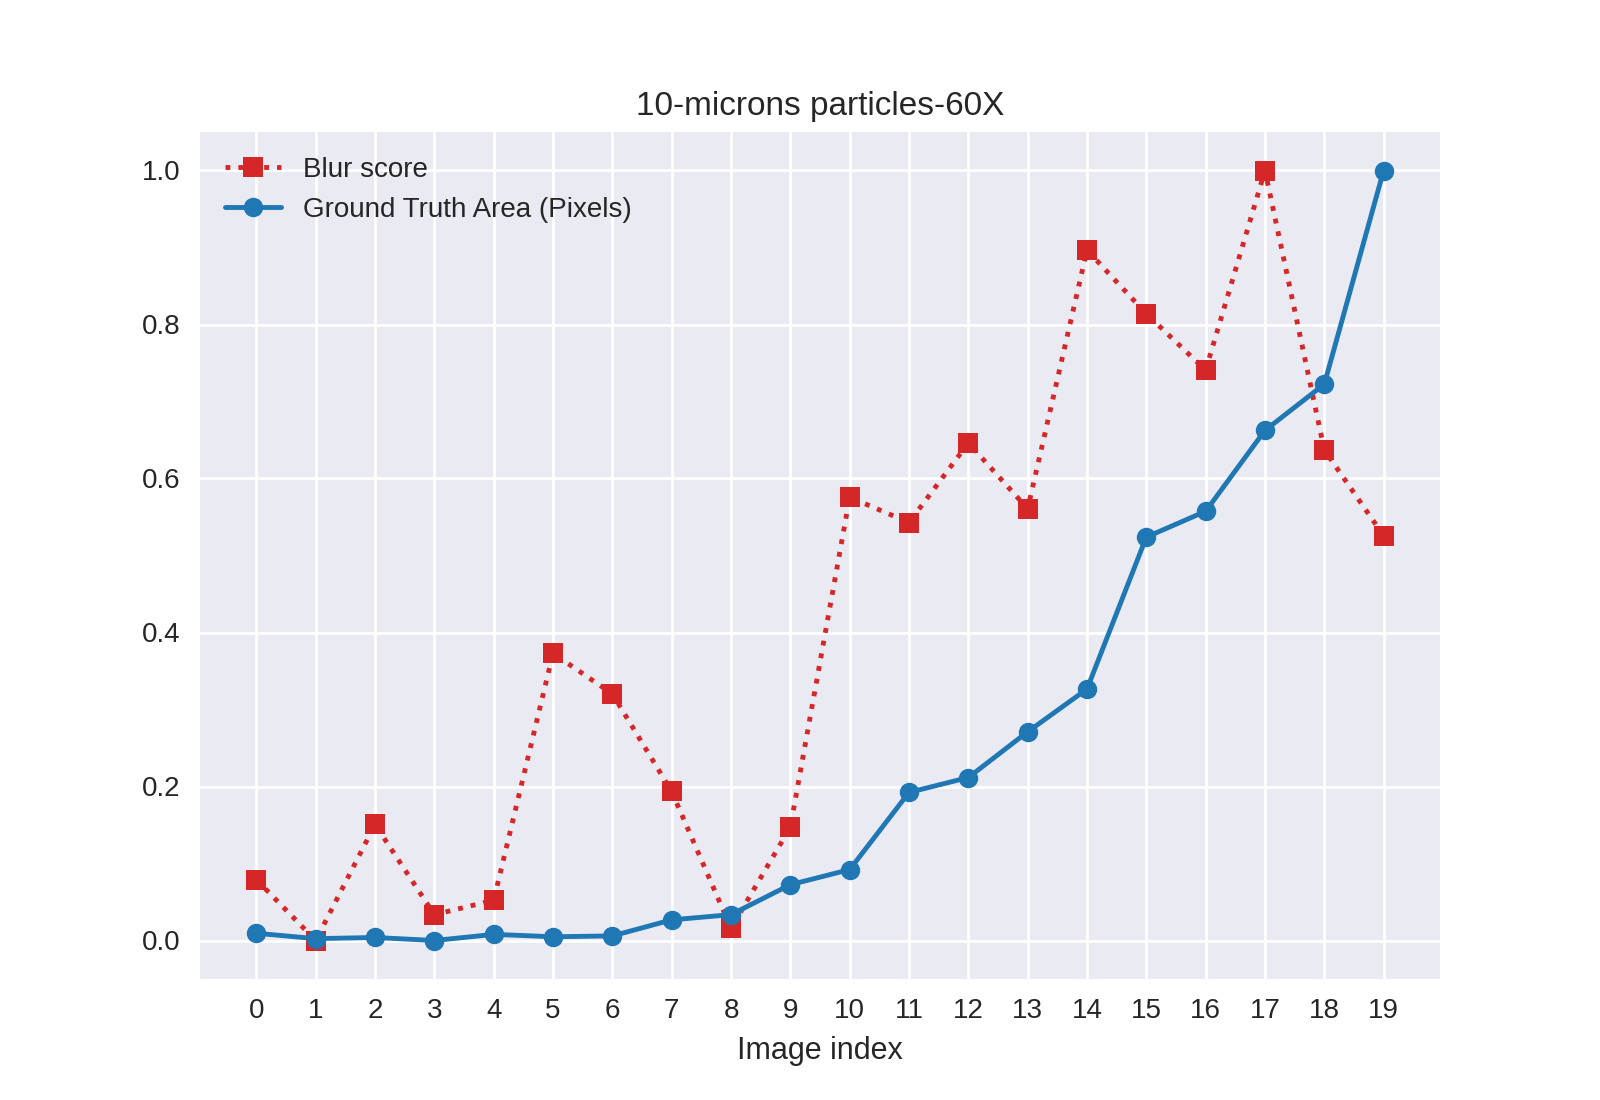 10-microns particles-60X
Blur score
Ground Truth Area (Pixels)
1.0
0.8
0.6
0.4
0.2
0.0
0 1 2 3 4 5 6 7 8 9 10 11 12 13 14 15 16 17 18 19
Image index